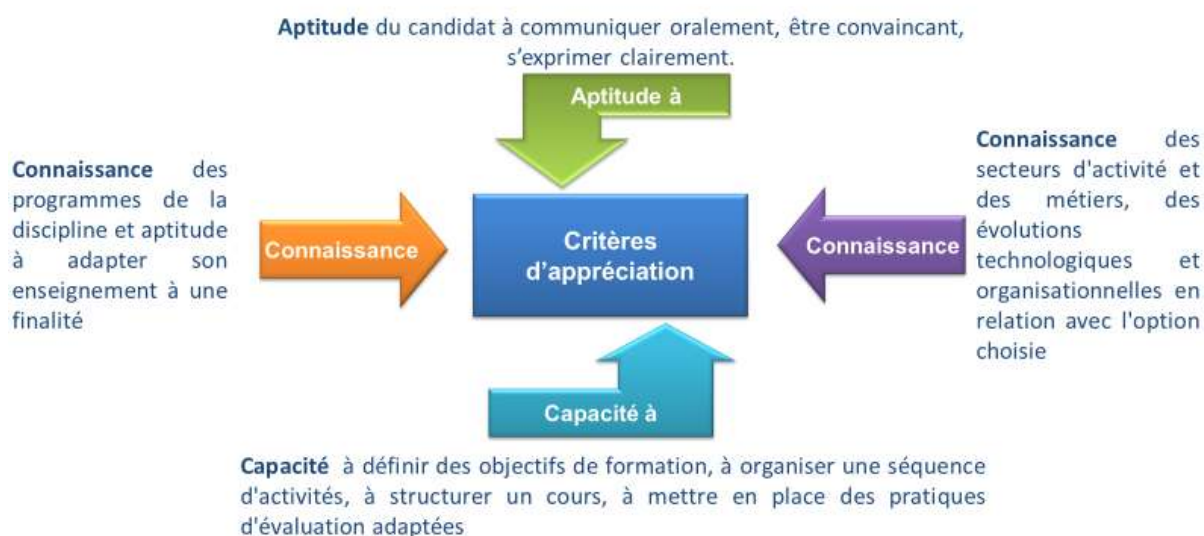 Aptitude du candidat à communiquer oralement, être convaincant,
s'exprimer clairement.
Aptitude à
Connaissance des
programmes de la
discipline et aptitude
à adapter son
enseignement à une
finalité
Connaissance
Critères
d'appréciation
Connaissance
Connaissance des
secteurs d'activité et
des métiers, des
évolutions
technologiques et
organisationnelles en
relation avec l'option
choisie
Capacité à
Capacité à définir des objectifs de formation, à organiser une séquence
d'activités, à structurer un cours, à mettre en place des pratiques
d'évaluation adaptées